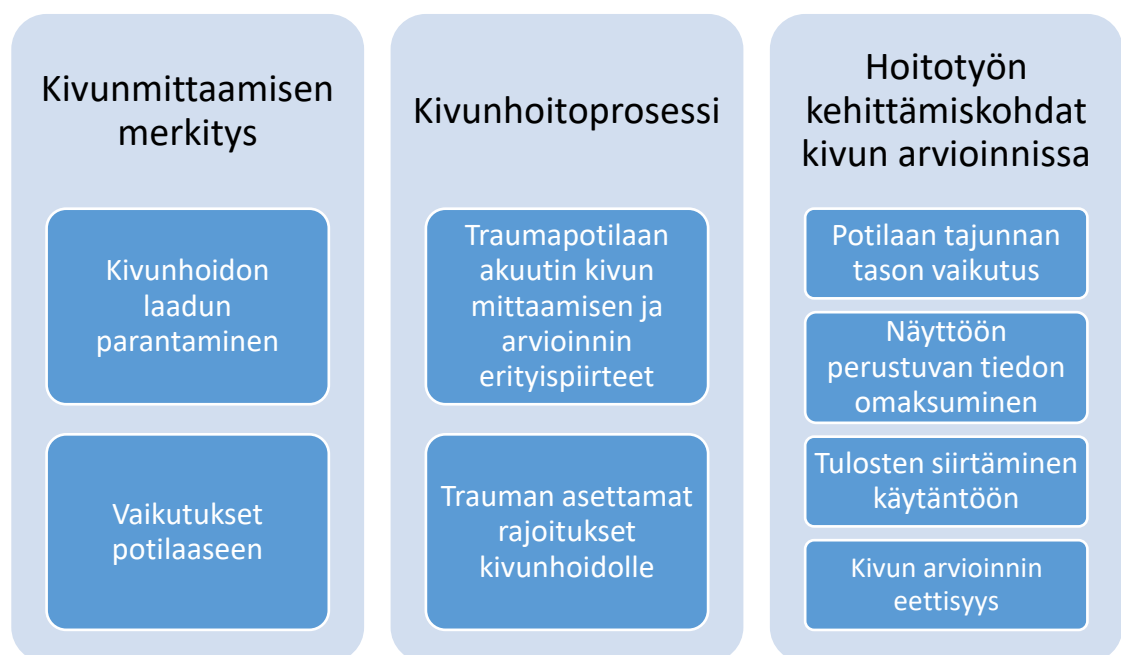 Kivunmittaamisen
merkitys
Kivunhoidon
laadun
parantaminen
Vaikutukset
potilaaseen
Kivunhoitoprosessi
Traumapotilaan
akuutin kivun
mittaamisen ja
arvioinnin
erityispiirteet
Trauman asettamat
rajoitukset
kivunhoidolle
Hoitotyön
kehittämiskohdat
kivun arvioinnissa
Potilaan tajunnan
tason vaikutus
Näyttöön
perustuvan tiedon
omaksuminen
Tulosten siirtäminen
käytäntöön
Kivun arvioinnin
eettisyys